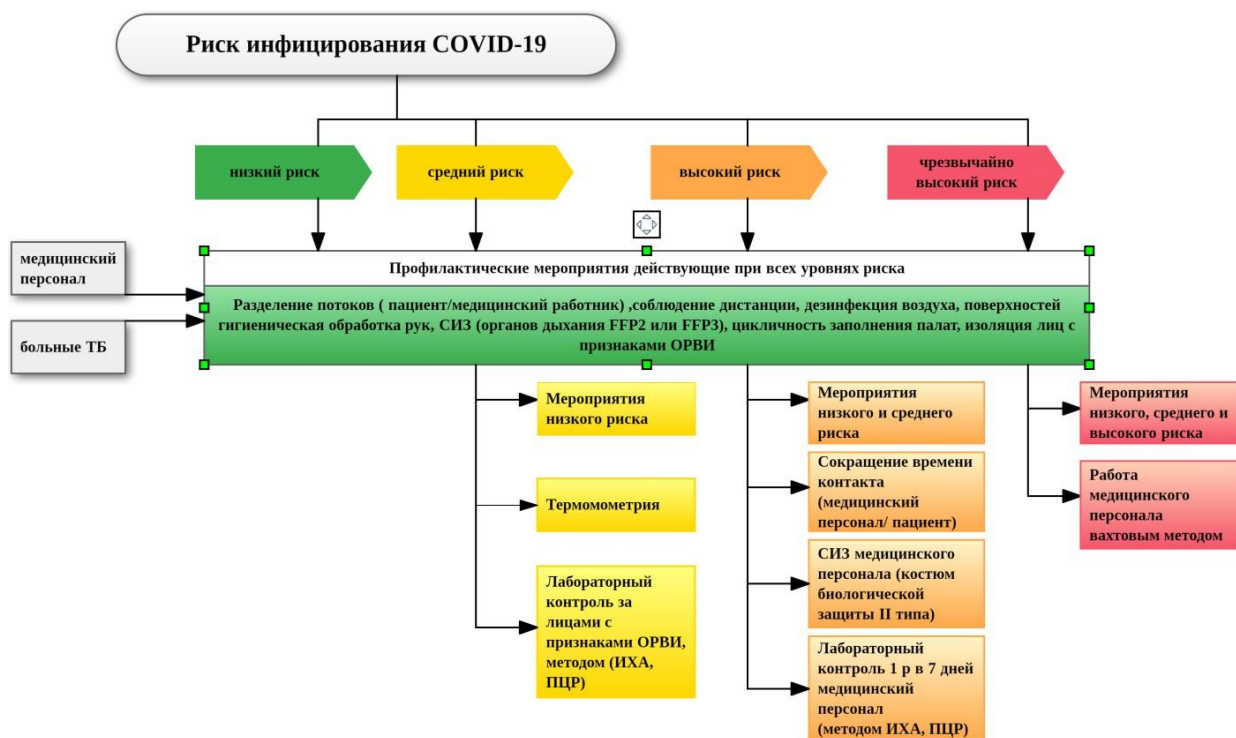 Риск инфицирования COVID-19
низкий риск
средний риск
высокий риск
чрезвычайно
высокий риск
медицинский
персонал
больные ТБ
Профилактические мероприятия действующие при всех уровнях риска
Разделение потоков ( пациент/медицинский работник) ,соблюдение дистанции, дезинфекция воздуха, поверхностей
гигиеническая обработка рук, СИЗ (органов дыхания FFP2 или FFP3), цикличность заполнения палат, изоляция лиц с
признаками ОРВИ
Мероприятия
низкого риска
Термомометрия
Лабораторный
контроль за
лицами с
признаками ОРВИ,
методом (ИХА,
ПЦР)
Мероприятия
низкого и среднего
риска
Сокращение времени
контакта
(медицинский
персонал/ пациент)
СИЗ медицинского
персонала (костюм
биологической
защиты II типа)
Лабораторный
контроль 1 р в 7 дней
медицинский
персонал
(методом ИХА, ПЦР)
Мероприятия
низкого, среднего и
высокого риска
Работа
медицинского
персонала
вахтовым методом